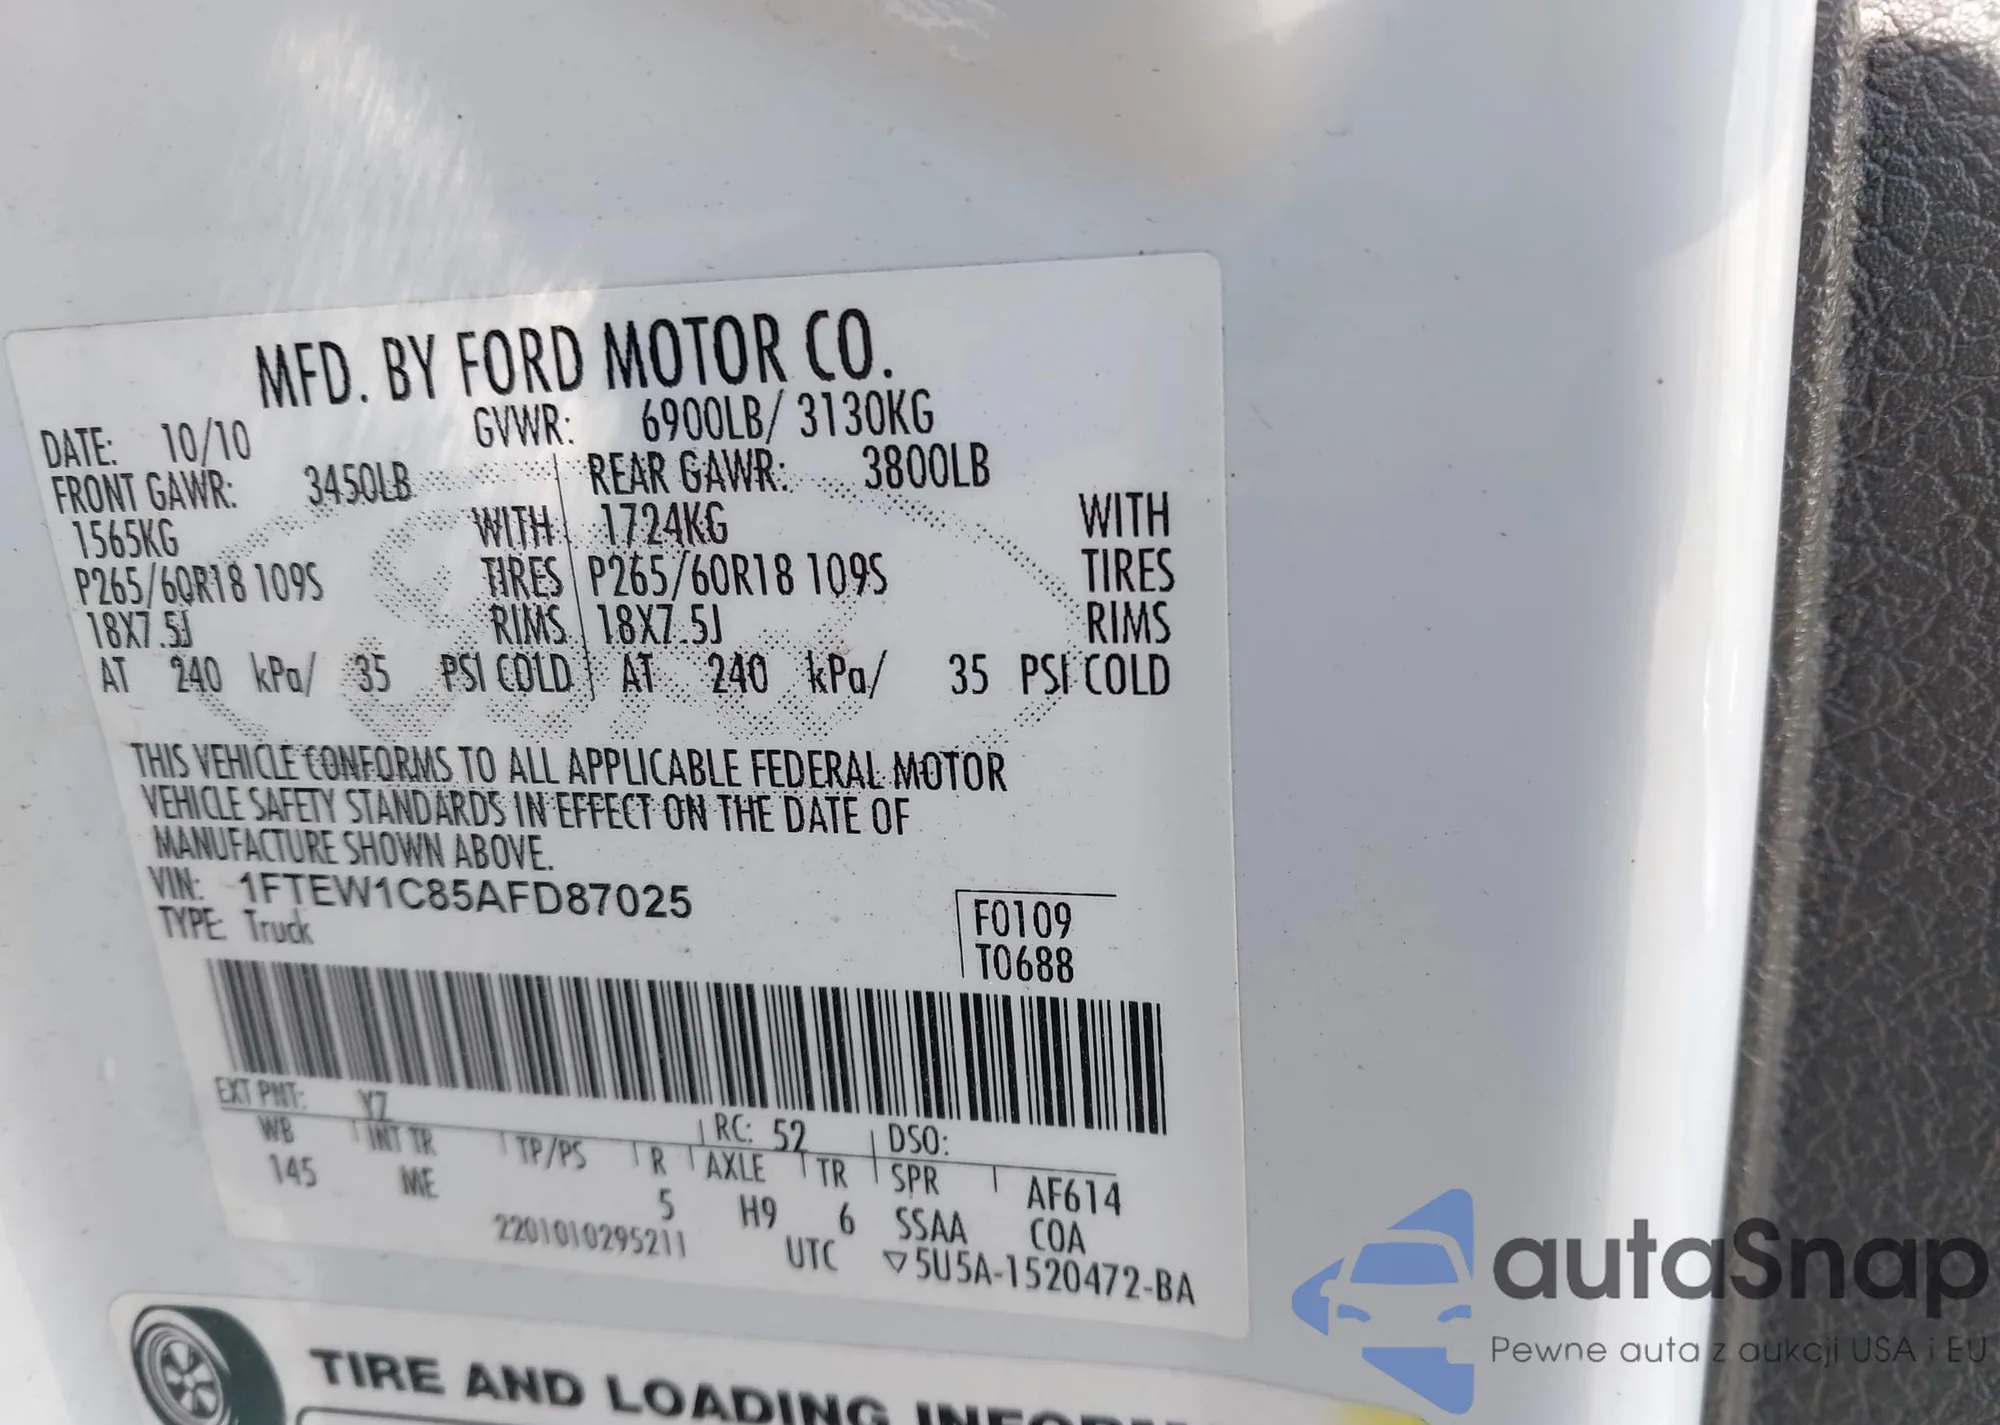 MFD. BY FORD MOTOR CO.
DATE: 10/10 GVWR: 6900LB/ 3130KG
FRONT GAWR: 3450LB REAR GAWR: 3800LB
1565KG WITH 1724KG WITH
P265/60R18 109S TIRES P265/60R18 109S TIRES
18X7.5J RIMS 18X7.5J RIMS
AT 240 kPa/ 35 PSI COLD AT 240 kPa/ 35 PSI COLD
THIS VEHICLE CONFORMS TO ALL APPLICABLE FEDERAL MOTOR
VEHICLE SAFETY STANDARDS IN EFFECT ON THE DATE OF
MANUFACTURE SHOWN ABOVE.
VIN: 1FTEW1C85AFD87025
TYPE: Truck
F0109
T0688
EXT PNT: YZ RC: 52 DSO:
WB INT TR TP/PS R AXLE TR SPR AF614
145 ME 5 H9 6 SSAA COA
2201010295211 UTC ▽5U5A-1520472-BA
TIRE AND LOADING
autaSnap
Pewne auta z aukcji USA i EU